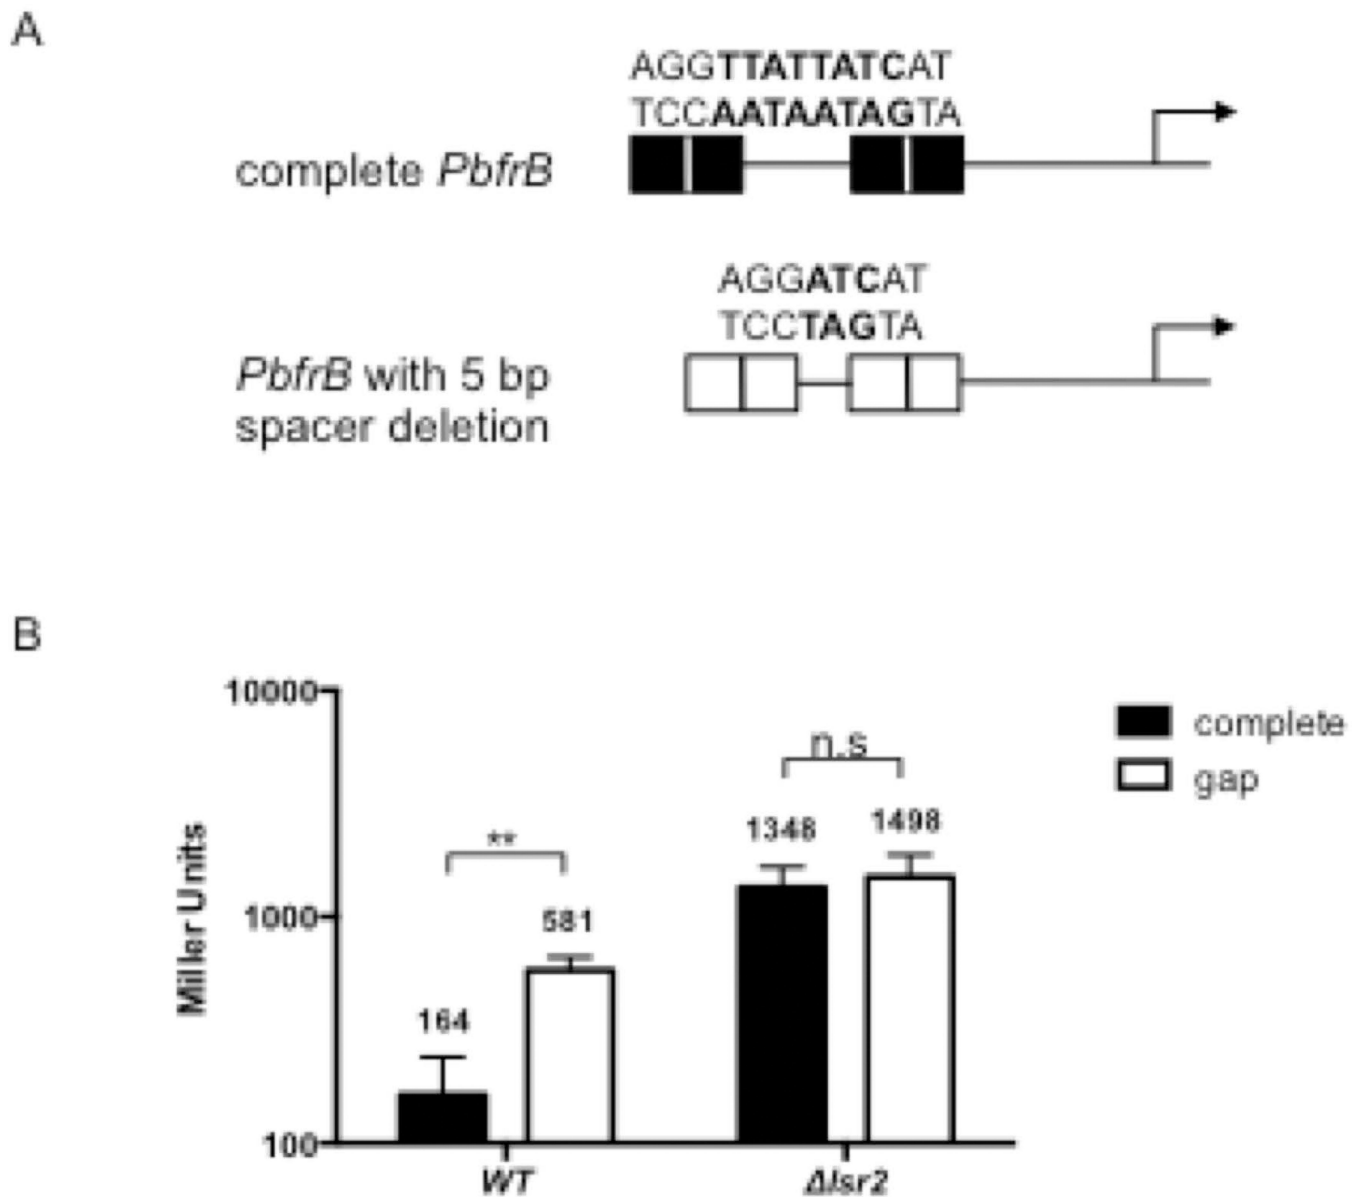 A
AGGTTATTATCAT
TCCAATAATAGTA
complete PbfrB
AGGATCAT
TCCTAGTA
PbfrB with 5 bp
spacer deletion
B
10000
1000
100
Miller Units
**
164
581
n.s
1348
1498
WT
Δlsr2
complete
gap